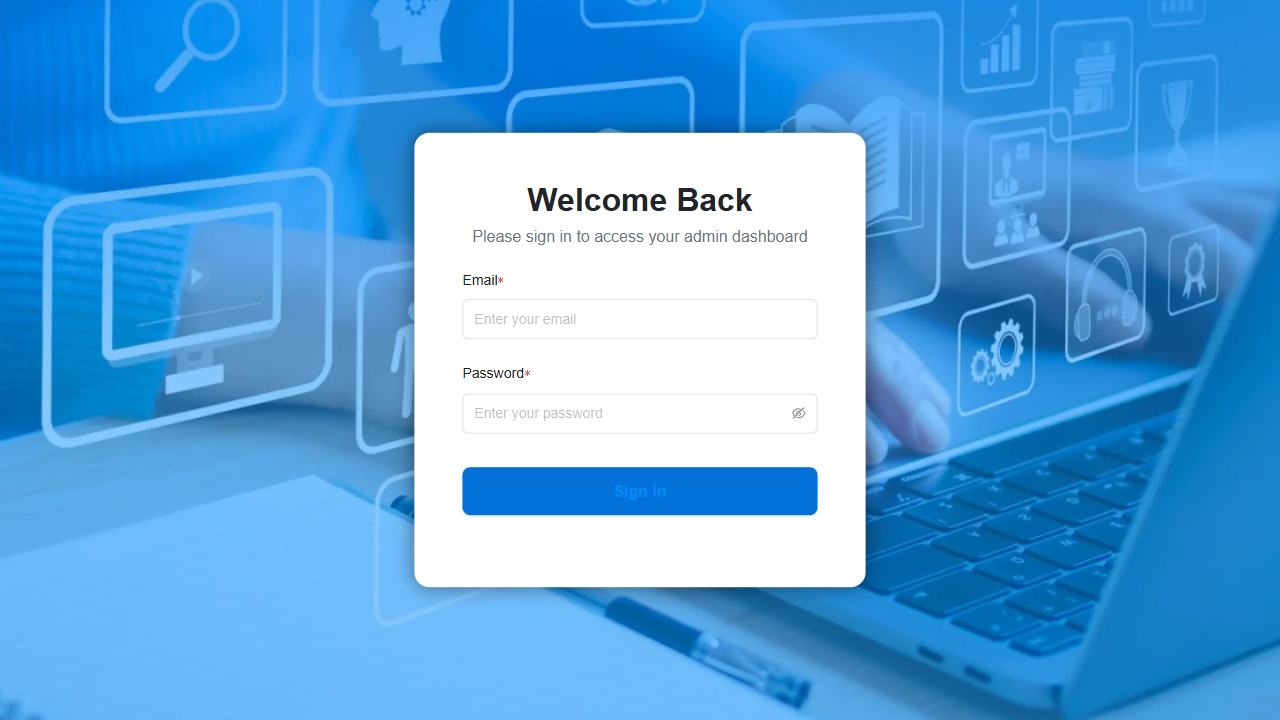 Welcome Back
Please sign in to access your admin dashboard
Email*
Enter your email
Password*
Enter your password
Sign In